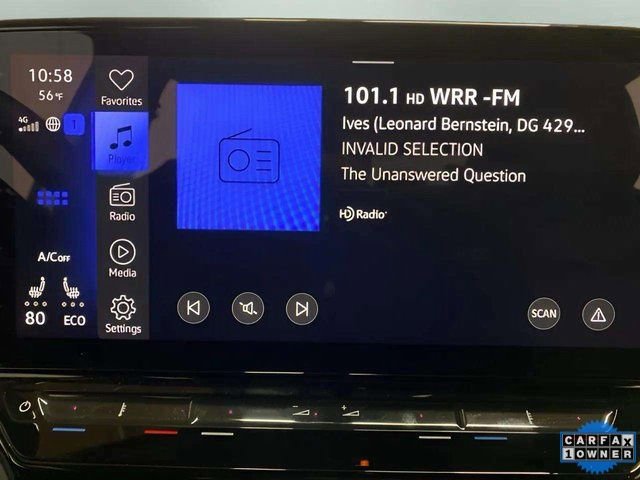 10:58
56°F
4G
1
Favorites
Player
Radio
Media
Settings
A/C OFF
80 ECO
101.1 HD WRR -FM
Ives (Leonard Bernstein, DG 429...
INVALID SELECTION
The Unanswered Question
HD Radio
SCAN
CARFAX
1 OWNER